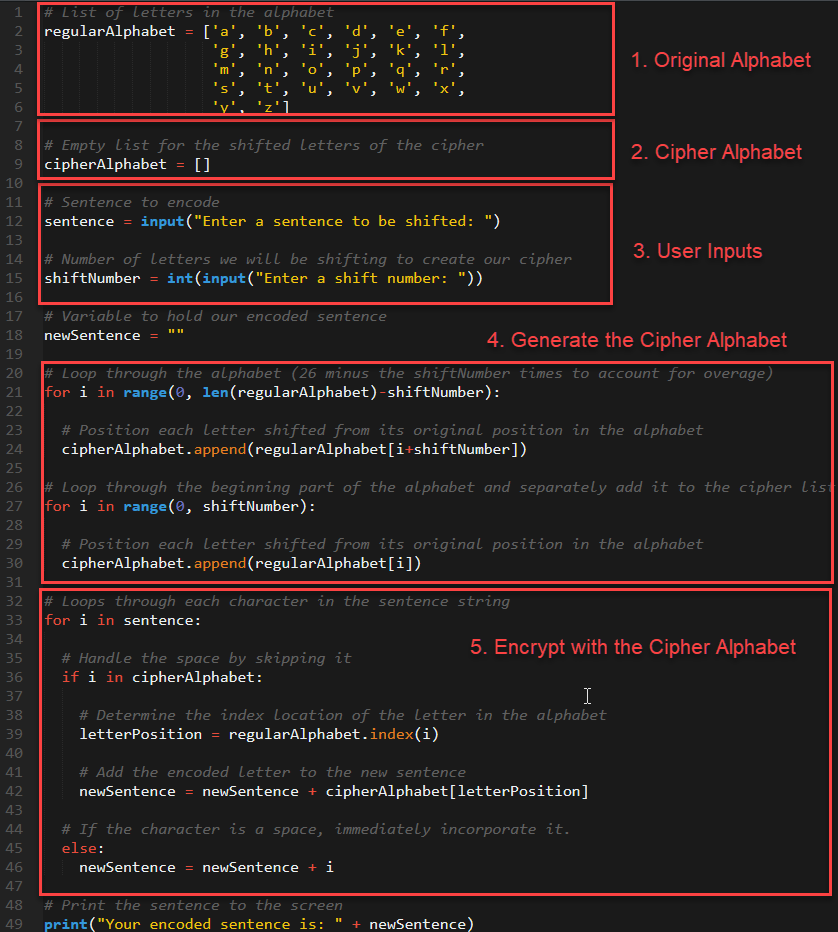 1 # List of letters in the alphabet
2 regularAlphabet = ['a', 'b', 'c', 'd', 'e', 'f',
3 'g', 'h', 'i', 'j', 'k', 'l',
4 'm', 'n', 'o', 'p', 'q', 'r',
5 's', 't', 'u', 'v', 'w', 'x',
6 'y', 'z']
1. Original Alphabet
7
8 # Empty list for the shifted letters of the cipher
9 cipherAlphabet = []
2. Cipher Alphabet
10
11 # Sentence to encode
12 sentence = input("Enter a sentence to be shifted: ")
13
14 # Number of letters we will be shifting to create our cipher
15 shiftNumber = int(input("Enter a shift number: "))
3. User Inputs
16
17 # Variable to hold our encoded sentence
18 newSentence = ""
4. Generate the Cipher Alphabet
19
20 # Loop through the alphabet (26 minus the shiftNumber times to account for overage)
21 for i in range(0, len(regularAlphabet)-shiftNumber):
22
23 # Position each letter shifted from its original position in the alphabet
24 cipherAlphabet.append(regularAlphabet[i+shiftNumber])
25
26 # Loop through the beginning part of the alphabet and separately add it to the cipher list
27 for i in range(0, shiftNumber):
28
29 # Position each letter shifted from its original position in the alphabet
30 cipherAlphabet.append(regularAlphabet[i])
31
32 # Loops through each character in the sentence string
33 for i in sentence:
34
5. Encrypt with the Cipher Alphabet
35 # Handle the space by skipping it
36 if i in cipherAlphabet:
37
38 # Determine the index location of the letter in the alphabet
39 letterPosition = regularAlphabet.index(i)
40
41 # Add the encoded letter to the new sentence
42 newSentence = newSentence + cipherAlphabet[letterPosition]
43
44 # If the character is a space, immediately incorporate it.
45 else:
46 newSentence = newSentence + i
47
48 # Print the sentence to the screen
49 print("Your encoded sentence is: " + newSentence)